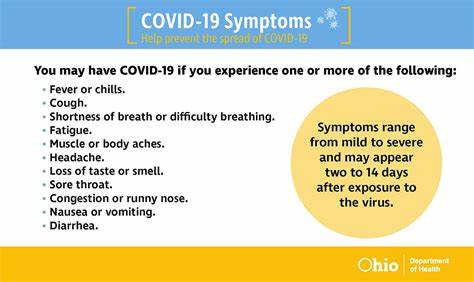 COVID-19 Symptoms
Help prevent the spread of COVID-19
You may have COVID-19 if you experience one or more of the following:
• Fever or chills.
• Cough.
• Shortness of breath or difficulty breathing.
• Fatigue.
• Muscle or body aches.
• Headache.
• Loss of taste or smell.
• Sore throat.
• Congestion or runny nose.
• Nausea or vomiting.
• Diarrhea.
Symptoms range
from mild to severe
and may appear
two to 14 days
after exposure to
the virus.
Ohio
Department
of Health